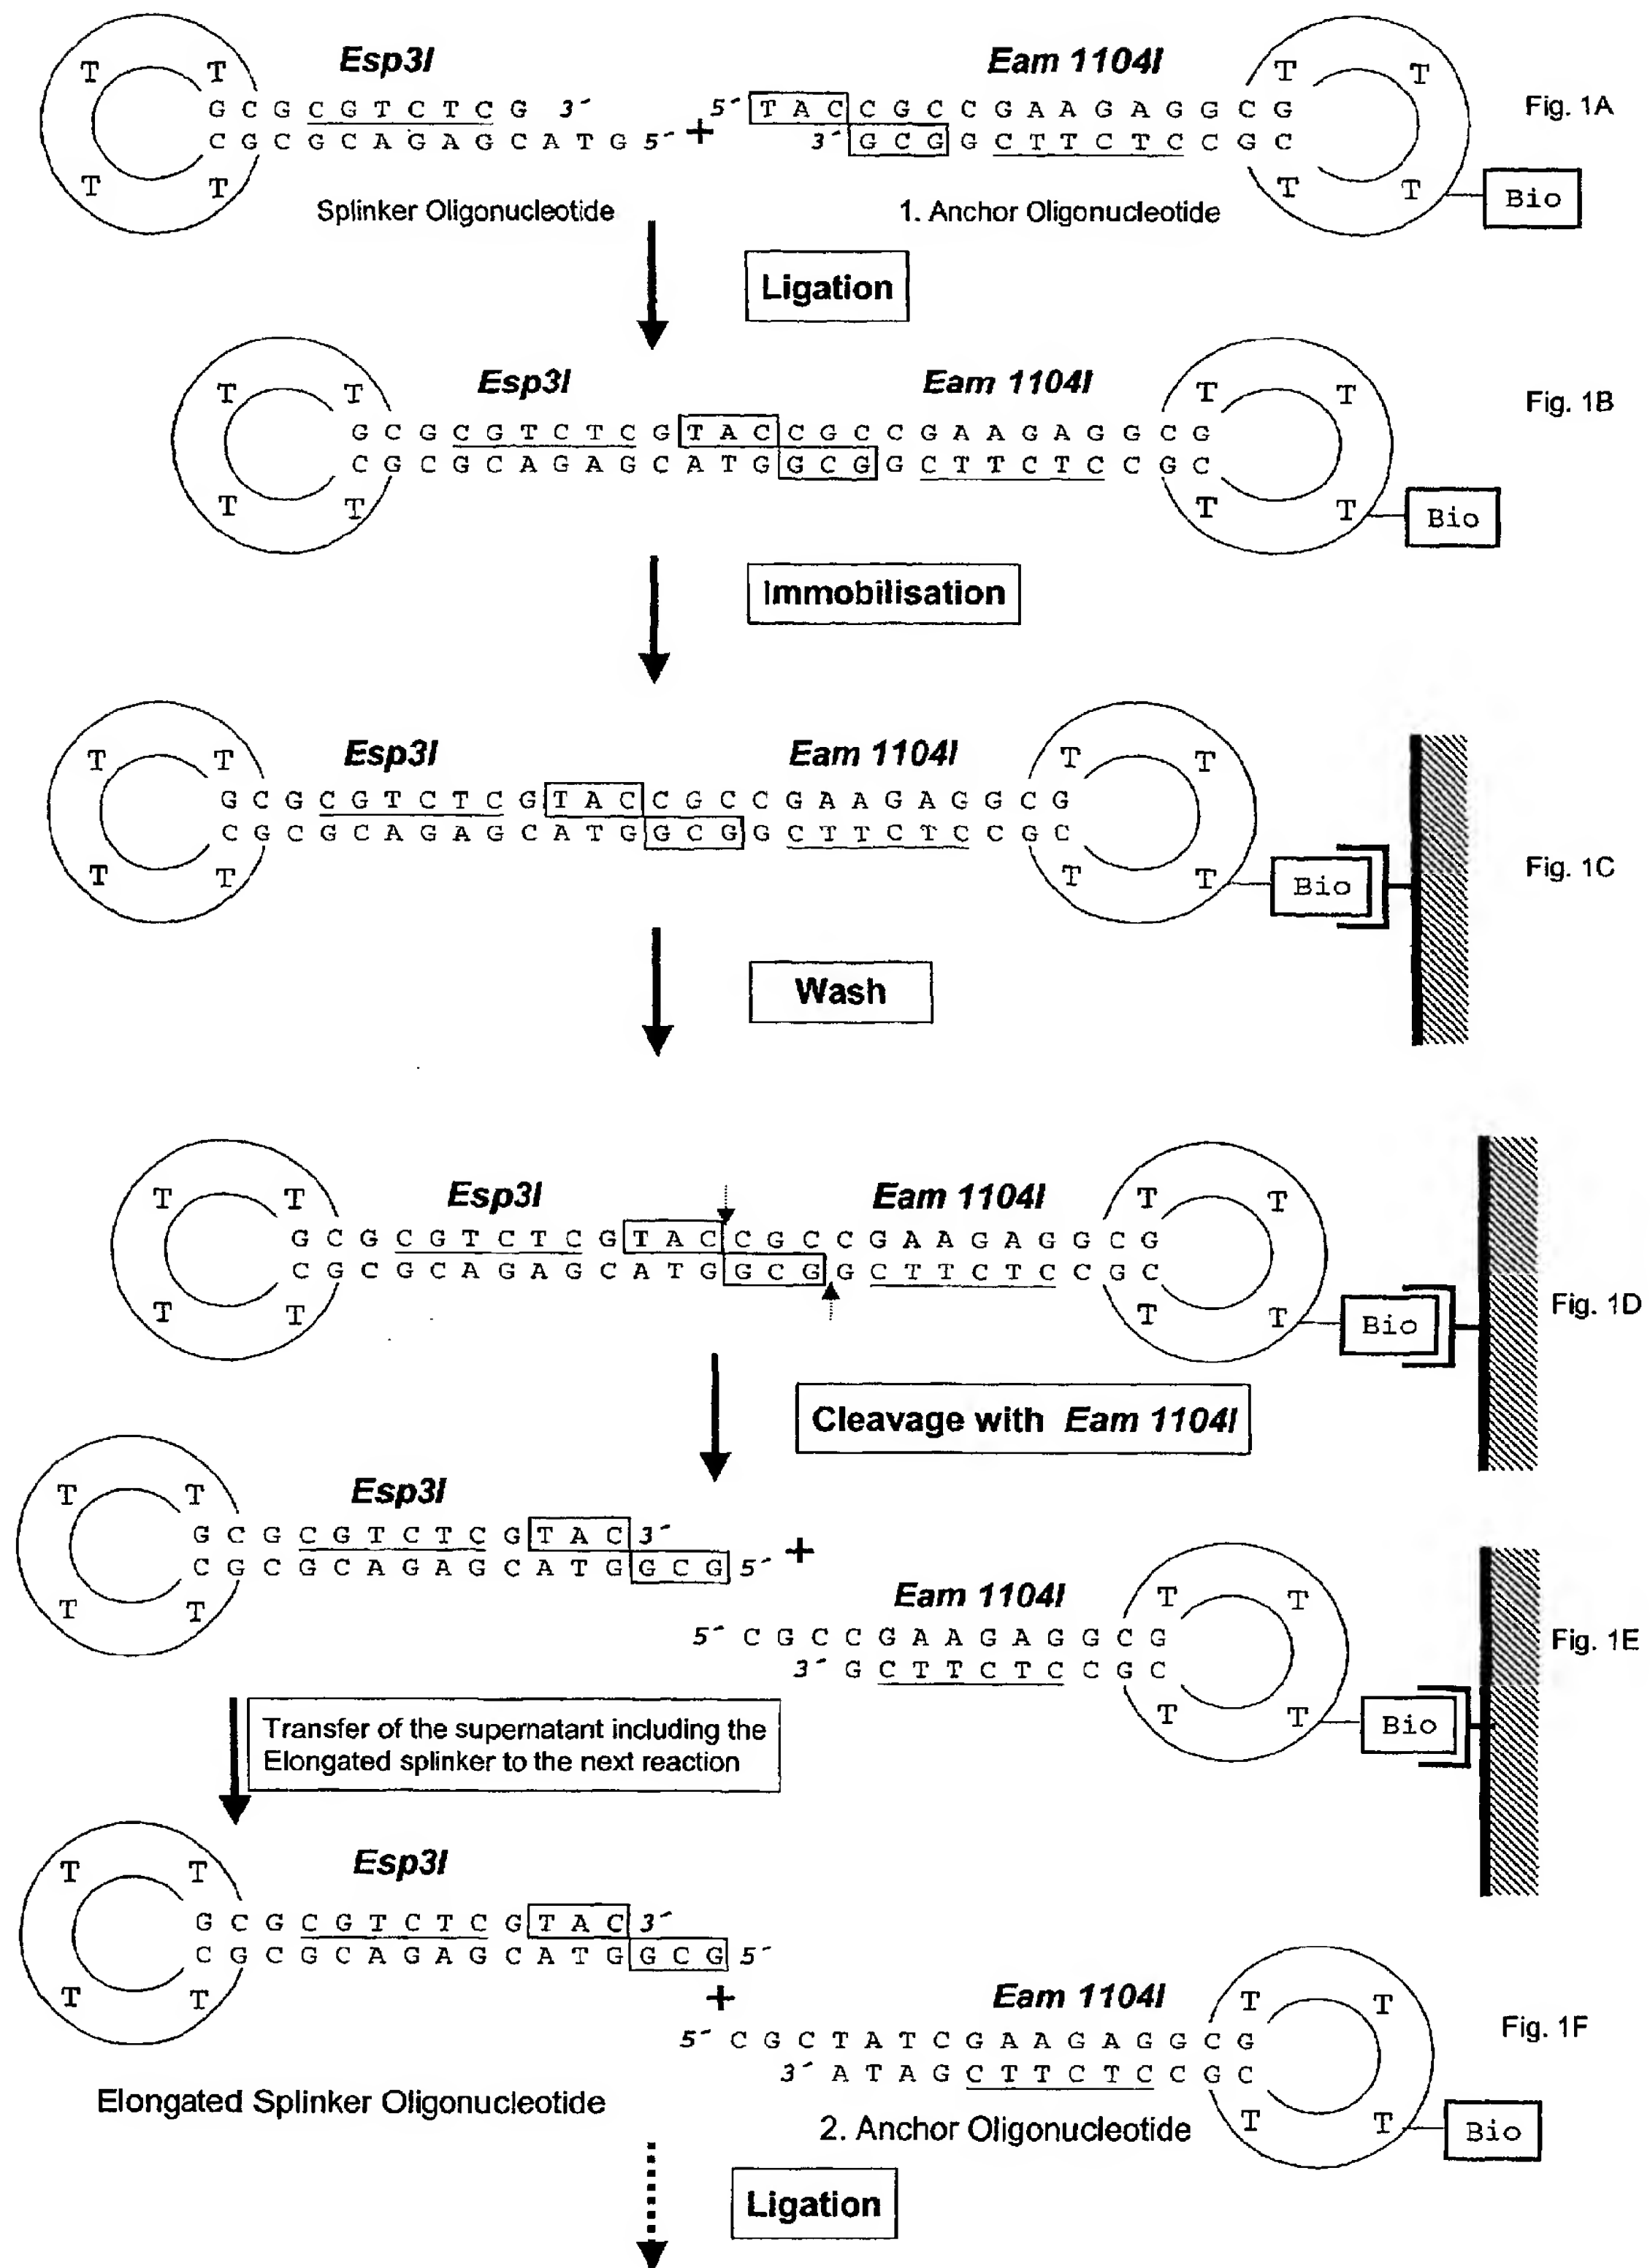 Esp3I Eam 1104I
T T T T
G C G C G T C T C G 3´ 5´ T A C C G C C G A A G A G G C G Fig. 1A
C G C G C A G A G C A T G 5´ + 3´ G C G G C T T C T C C G C
T T T T Bio
Splinker Oligonucleotide 1. Anchor Oligonucleotide
Ligation
Esp3I Eam 1104I
T T T T Fig. 1B
G C G C G T C T C G T A C C G C C G A A G A G G C G
C G C G C A G A G C A T G G C G G C T T C T C C G C
T T T T Bio
Immobilisation
Esp3I Eam 1104I
T T T T
G C G C G T C T C G T A C C G C C G A A G A G G C G
C G C G C A G A G C A T G G C G G C T T C T C C G C
T T T T Bio Fig. 1C
Wash
Esp3I Eam 1104I
T T T T
G C G C G T C T C G T A C C G C C G A A G A G G C G
C G C G C A G A G C A T G G C G G C T T C T C C G C
T T T T Bio Fig. 1D
Cleavage with Eam 1104I
Esp3I
T T
G C G C G T C T C G T A C 3´
C G C G C A G A G C A T G G C G 5´ +
T T
Eam 1104I
T T
5´ C G C C G A A G A G G C G Fig. 1E
3´ G C T T C T C C G C
T T Bio
Transfer of the supernatant including the
Elongated splinker to the next reaction
Esp3I
T T
G C G C G T C T C G T A C 3´
C G C G C A G A G C A T G G C G 5´
T T
+
Eam 1104I
T T
5´ C G C T A T C G A A G A G G C G Fig. 1F
3´ A T A G C T T C T C C G C
T T Bio
Elongated Splinker Oligonucleotide
2. Anchor Oligonucleotide
Ligation